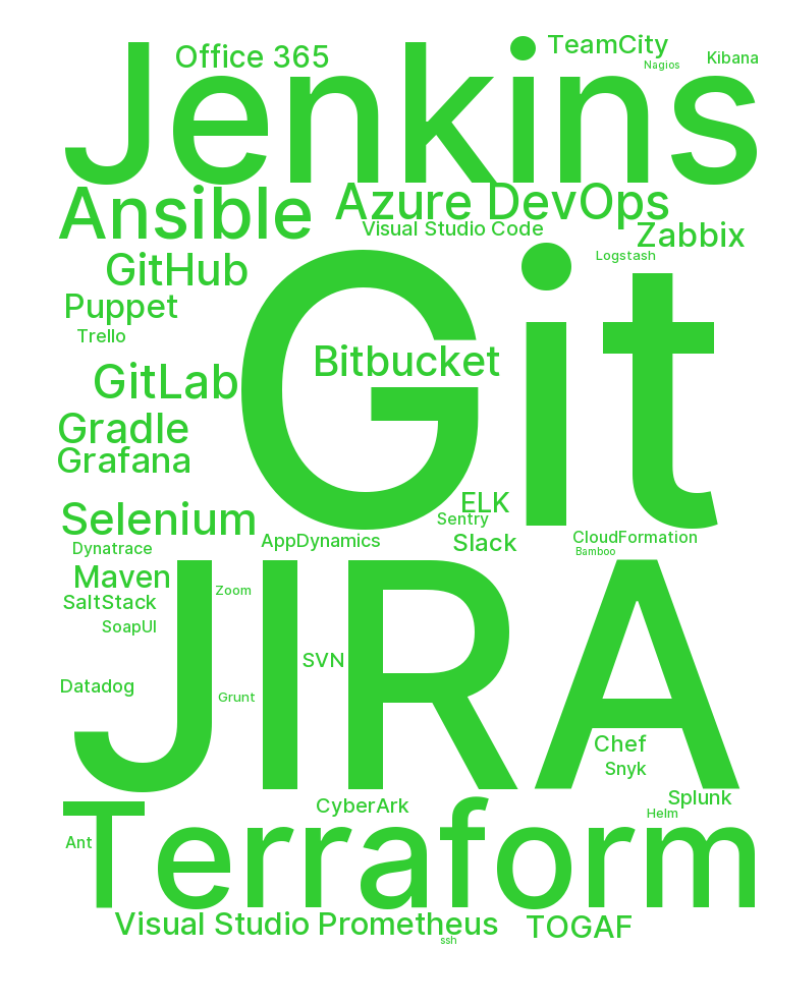 Office 365
TeamCity
Nagios
Kibana
Jenkins
Ansible
Azure DevOps
Visual Studio Code
Zabbix
Logstash
GitHub
Puppet
Trello
Git
Bitbucket
GitLab
Gradle
Grafana
ELK
Selenium
Sentry
CloudFormation
AppDynamics
Slack
Dynatrace
Bamboo
Maven
JIRA
Zoom
SaltStack
SoapUI
SVN
Datadog
Grunt
Chef
Snyk
Splunk
CyberArk
Helm
Ant
Terraform
Visual Studio
Prometheus
TOGAF
ssh